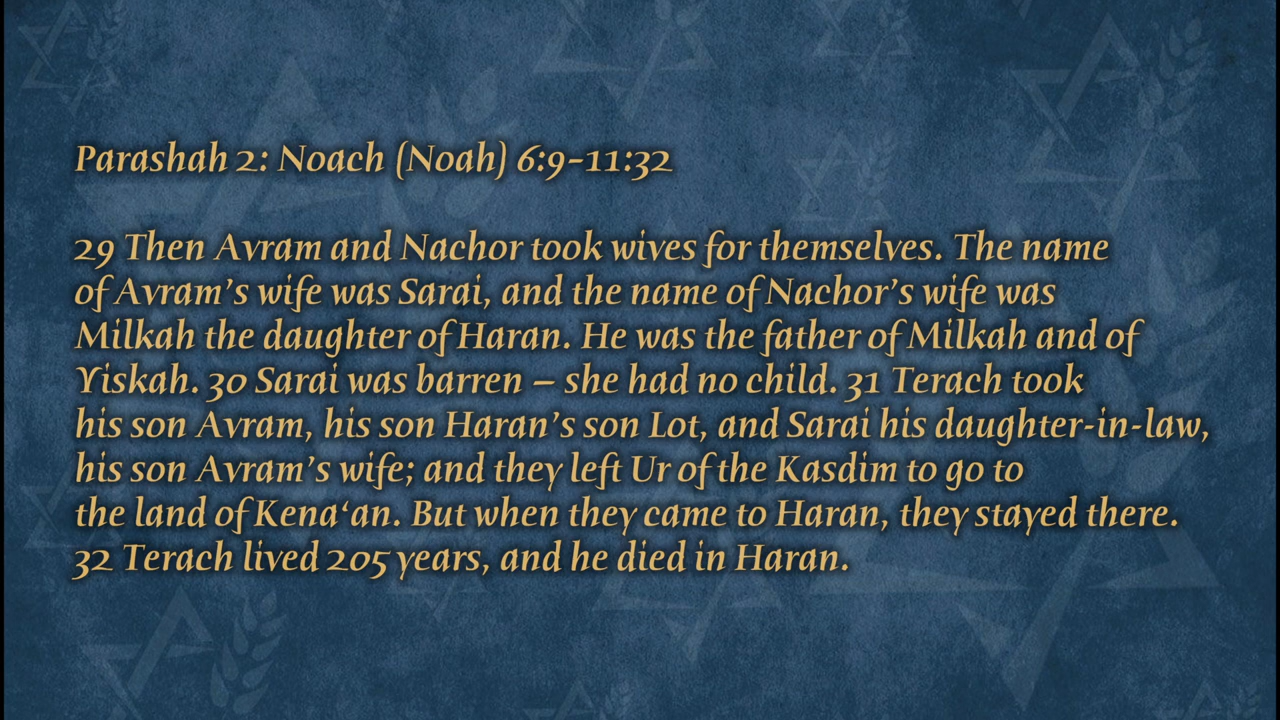 Parashah 2: Noach (Noah) 6:9-11:32
29 Then Avram and Nachor took wives for themselves. The name
of Avram’s wife was Sarai, and the name of Nachor’s wife was
Milkah the daughter of Haran. He was the father of Milkah and of
Yiskah. 30 Sarai was barren – she had no child. 31 Terach took
his son Avram, his son Haran’s son Lot, and Sarai his daughter-in-law,
his son Avram’s wife; and they left Ur of the Kasdim to go to
the land of Kena‘an. But when they came to Haran, they stayed there.
32 Terach lived 205 years, and he died in Haran.